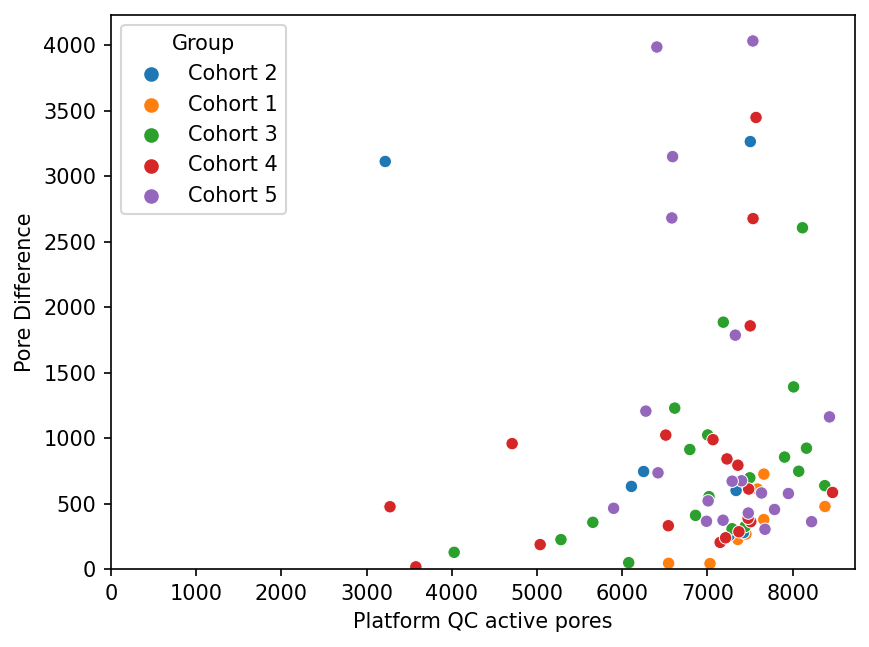 Group
Cohort 2
Cohort 1
Cohort 3
Cohort 4
Cohort 5
Pore Difference
4000
3500
3000
2500
2000
1500
1000
500
0
0 1000 2000 3000 4000 5000 6000 7000 8000
Platform QC active pores